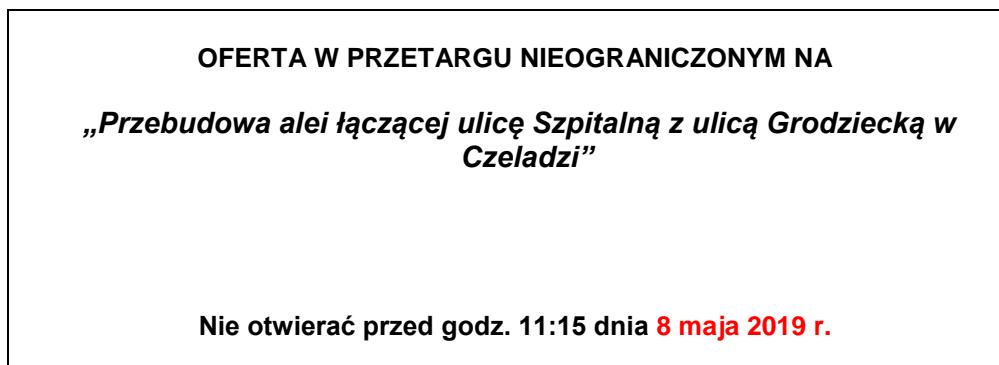 OFERTA W PRZETARGU NIEOGRANICZONYM NA
„Przebudowa alei łączącej ulicę Szpitalną z ulicą Grodziecką w
Czeladzi”
Nie otwierać przed godz. 11:15 dnia 8 maja 2019 r.